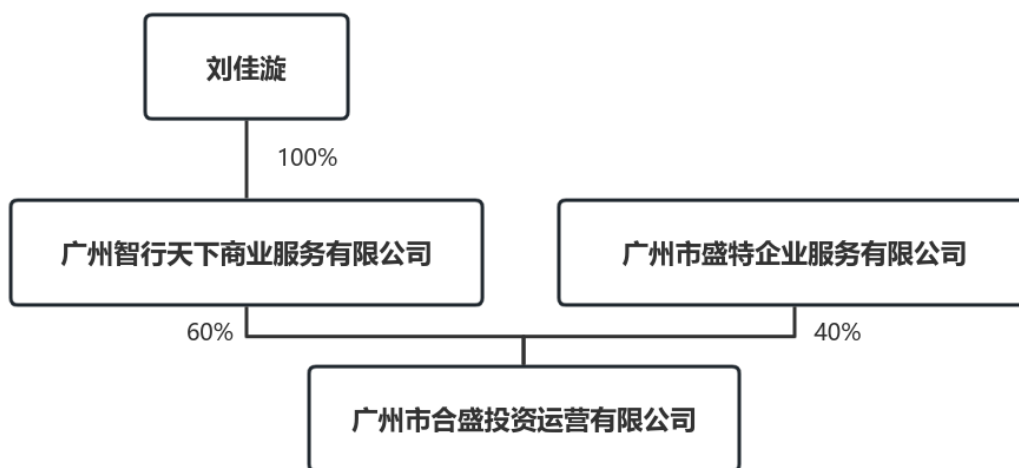 刘佳漩
100%
广州智行天下商业服务有限公司
广州市盛特企业服务有限公司
60%
40%
广州市合盛投资运营有限公司